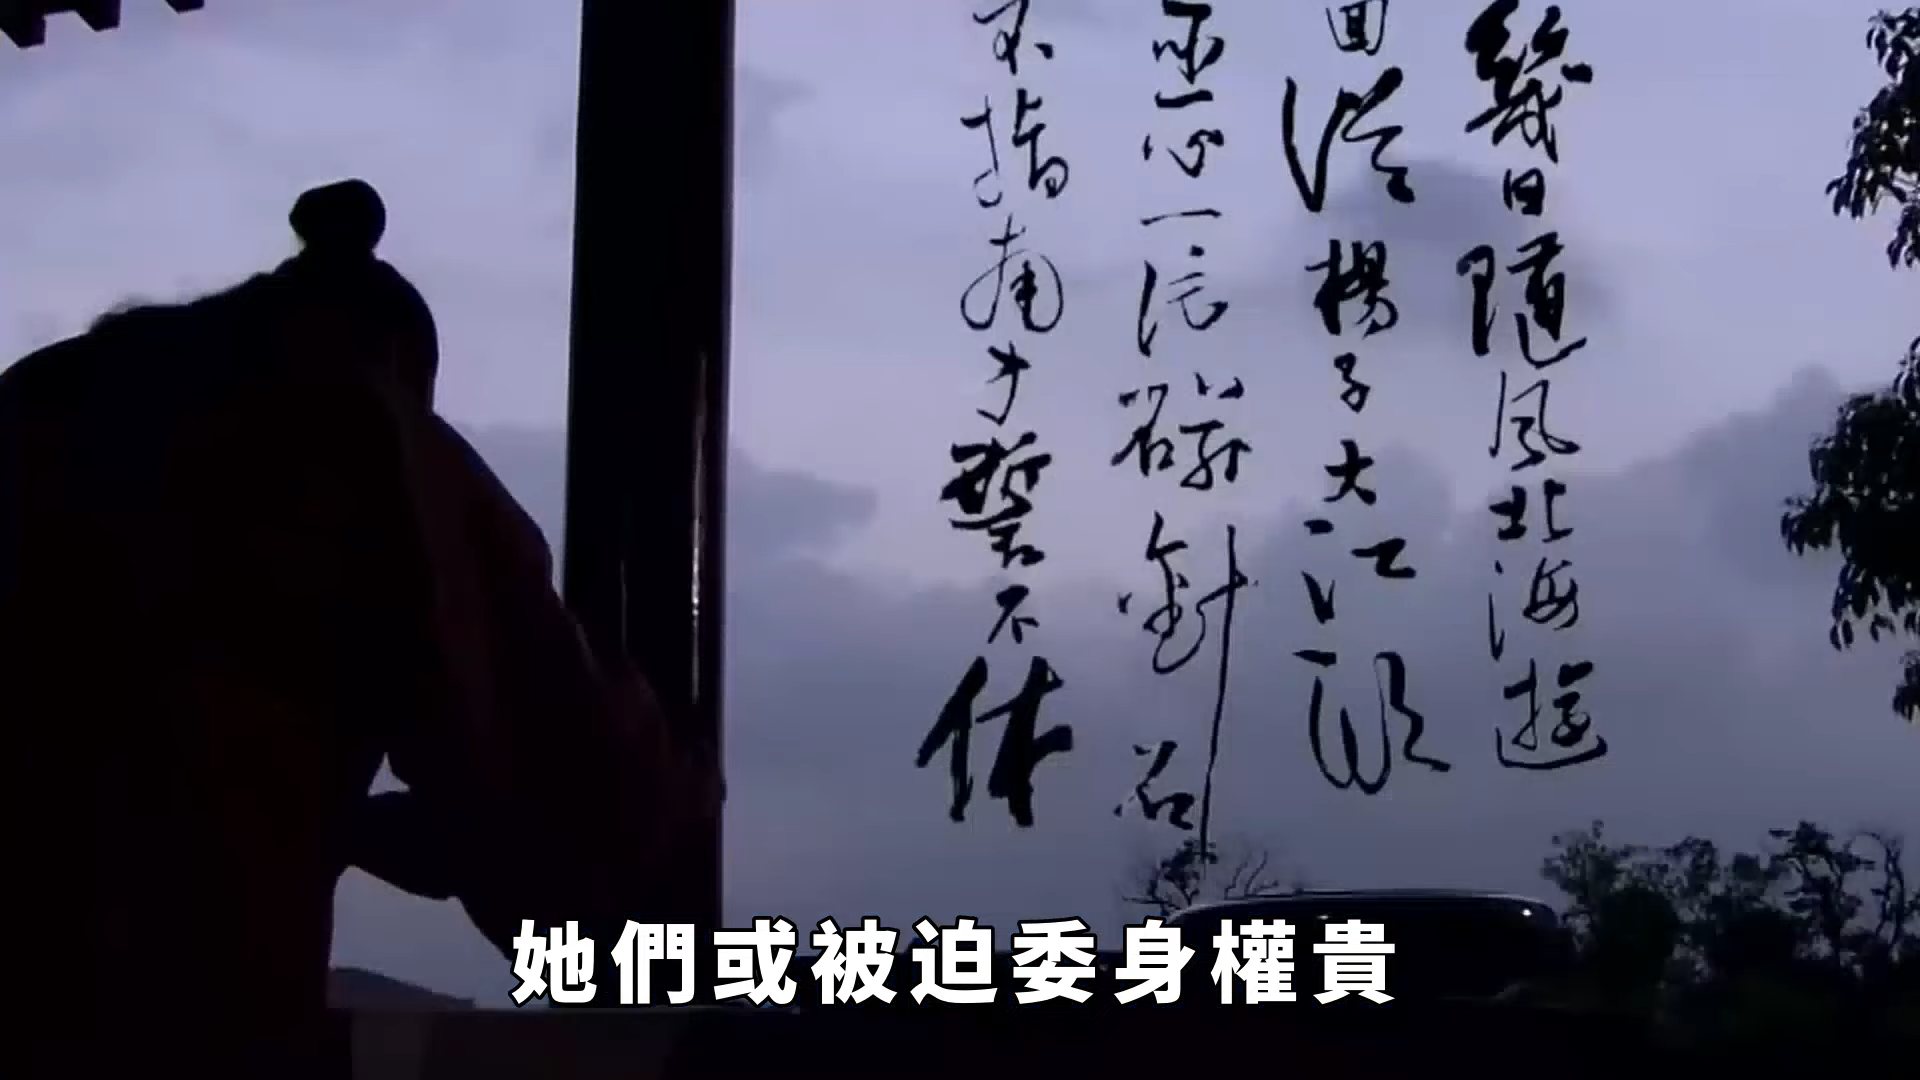 幾日隨風北海遊
回從楊子大江頭
臣心一片磁針石
不指南方誓不休
她們或被迫委身權貴